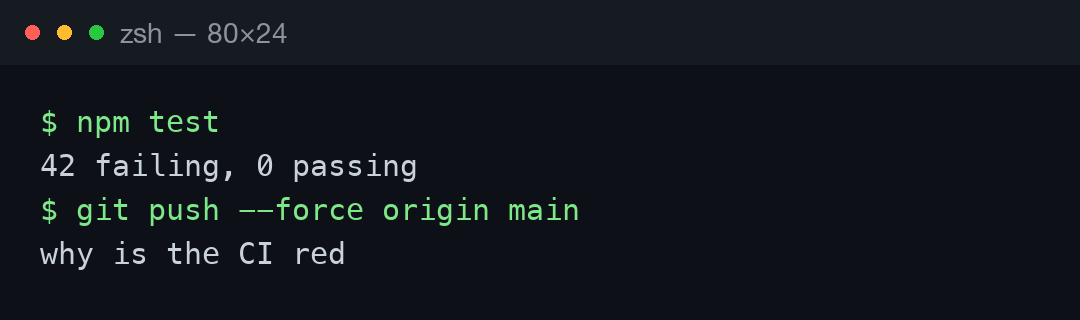 zsh — 80×24
$ npm test
42 failing, 0 passing
$ git push --force origin main
why is the CI red